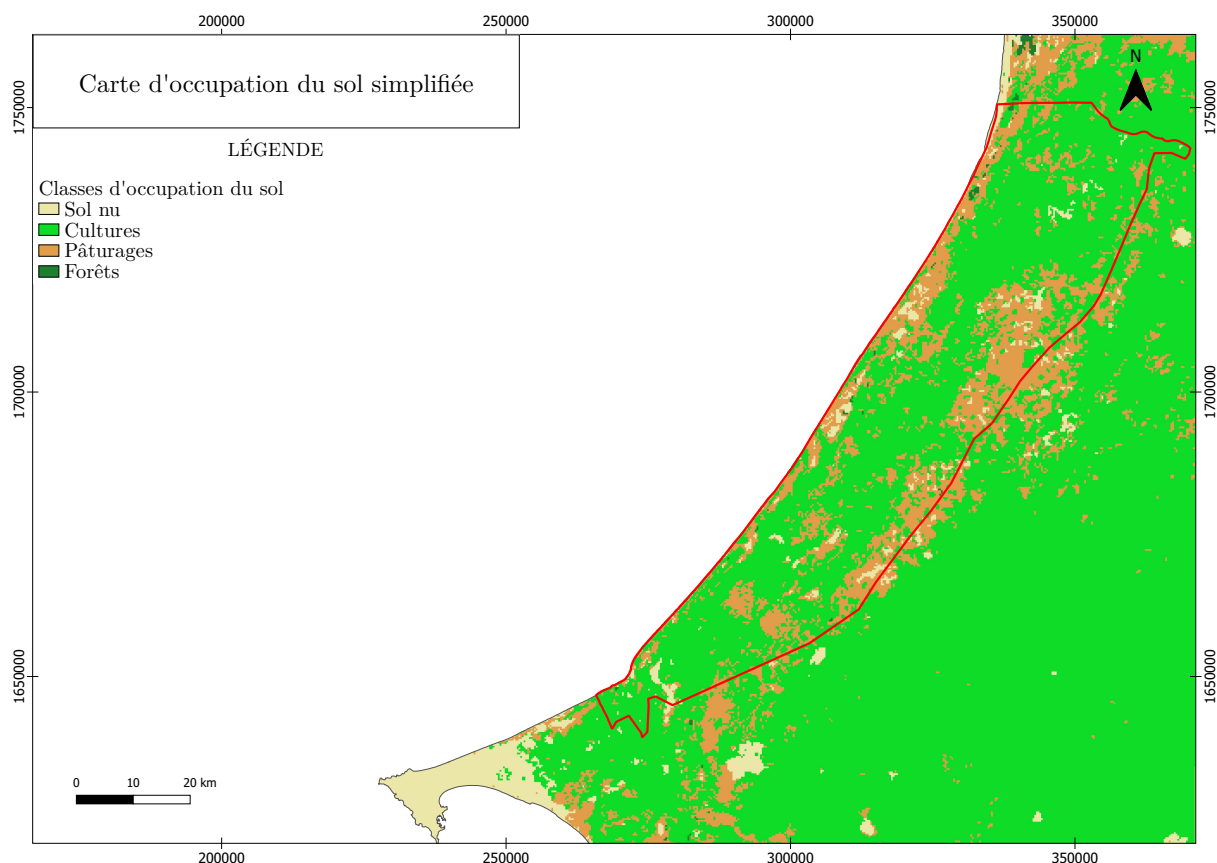 200000 250000 300000 350000
Carte d'occupation du sol simplifiée
N
1750000 1750000
LÉGENDE
Classes d'occupation du sol
Sol nu
Cultures
Pâturages
Forêts
1700000 1700000
1650000 1650000
0 10 20 km
200000 250000 300000 350000